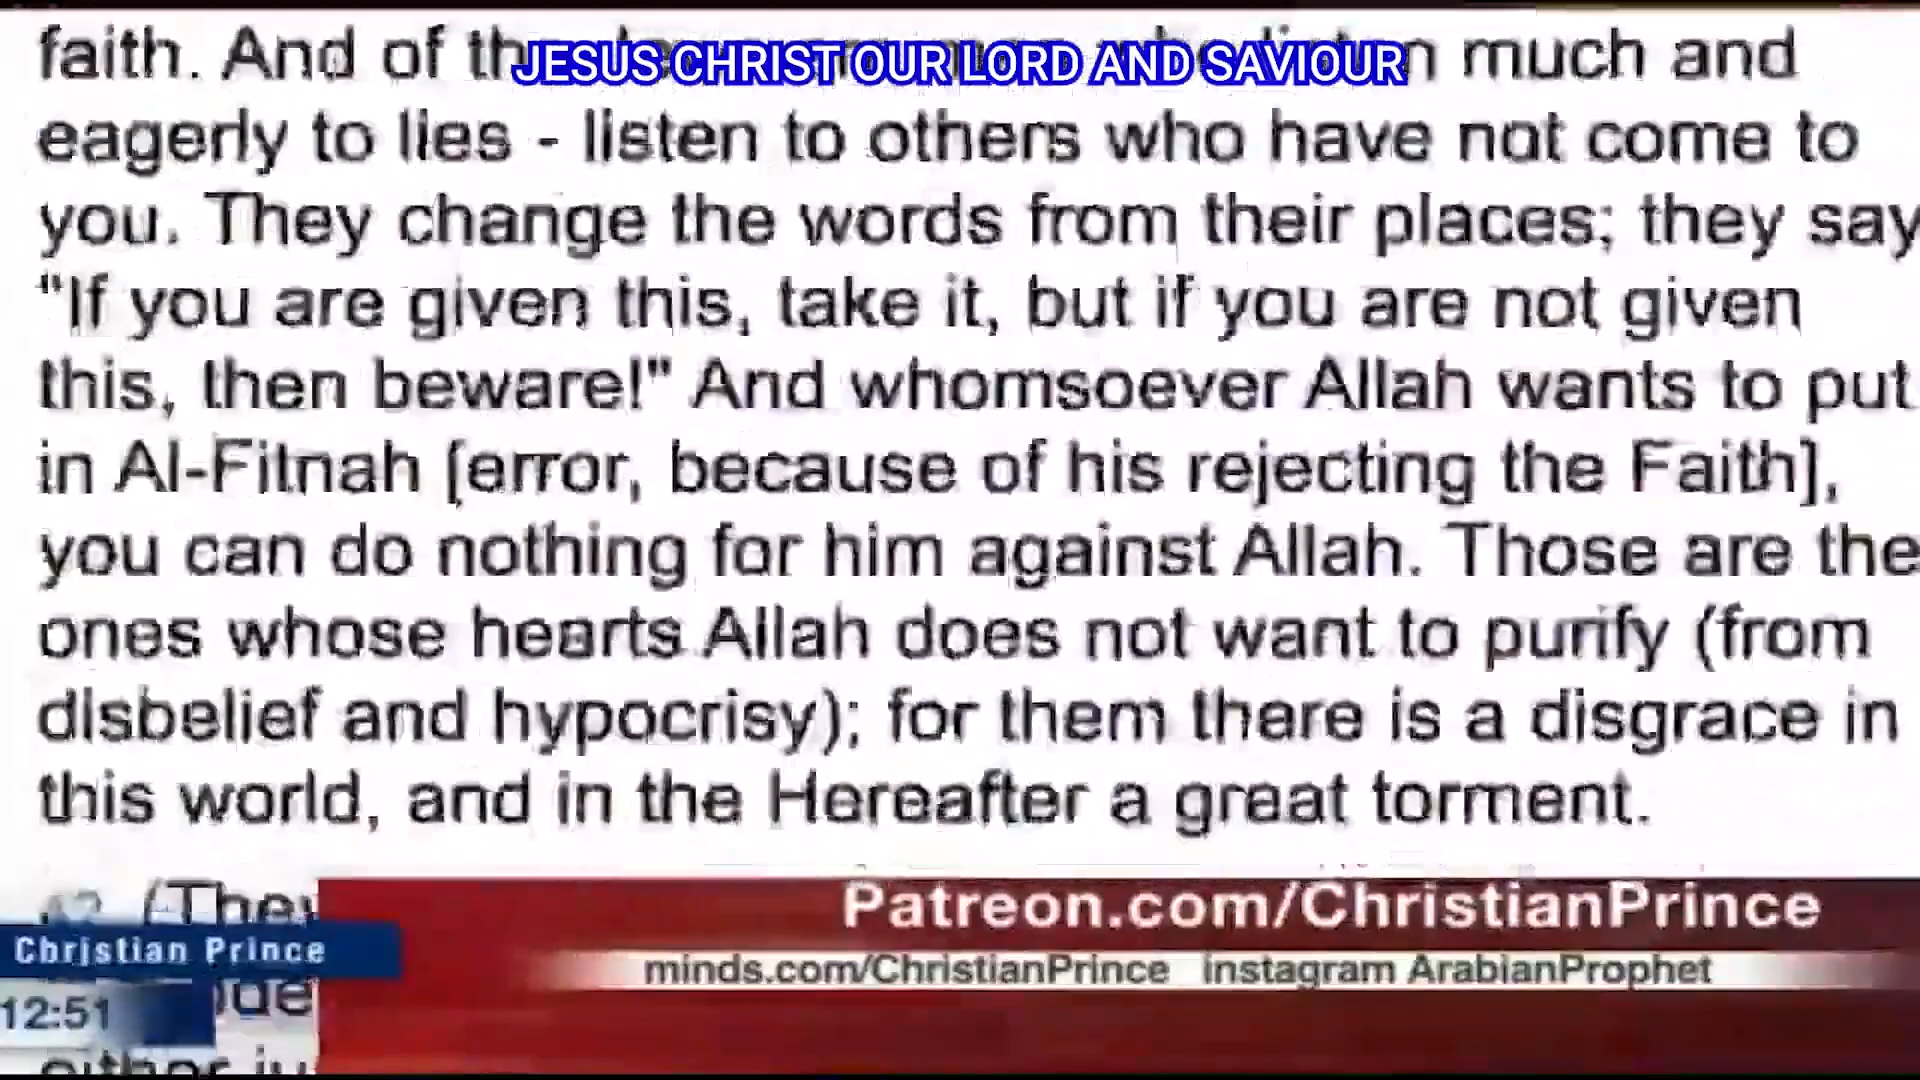 JESUS CHRIST OUR LORD AND SAVIOUR
faith. And of much and
eagerly to lies - listen to others who have not come to
you. They change the words from their places; they say
"If you are given this, take it, but if you are not given
this, then beware!" And whomsoever Allah wants to put
in Al-Fitnah [error, because of his rejecting the Faith],
you can do nothing for him against Allah. Those are the
ones whose hearts Allah does not want to purify (from
disbelief and hypocrisy); for them there is a disgrace in
this world, and in the Hereafter a great torment.
(They
Patreon.com/ChristianPrince
Christian Prince
minds.com/ChristianPrince instagram ArabianProphet
12:51